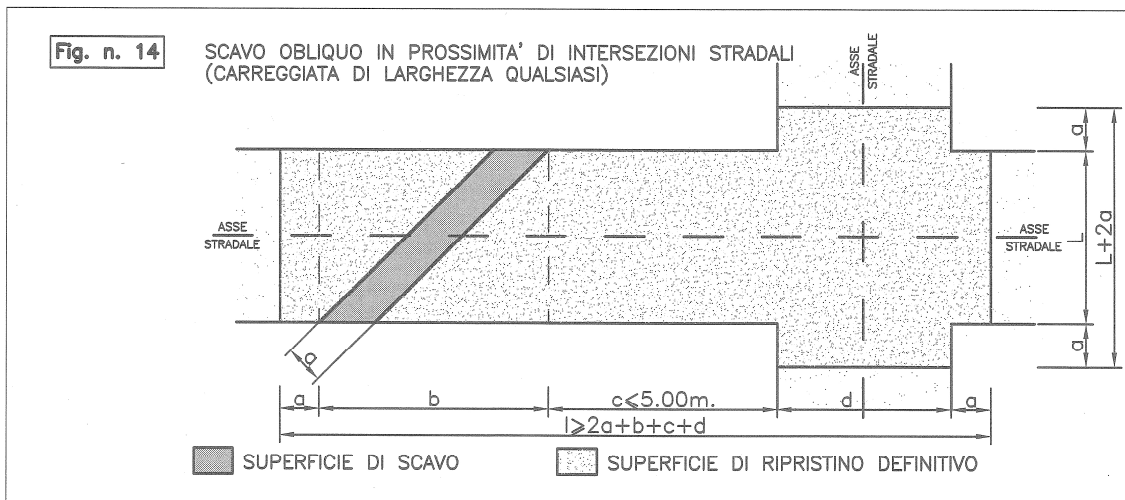 Fig. n. 14
SCAVO OBLIQUO IN PROSSIMITA' DI INTERSEZIONI STRADALI
(CARREGGIATA DI LARGHEZZA QUALSIASI)
ASSE
STRADALE
ASSE
STRADALE
ASSE
STRADALE
a
L
L+2a
a
a
a
b
c≤5.00m.
d
a
l≥2a+b+c+d
SUPERFICIE DI SCAVO
SUPERFICIE DI RIPRISTINO DEFINITIVO